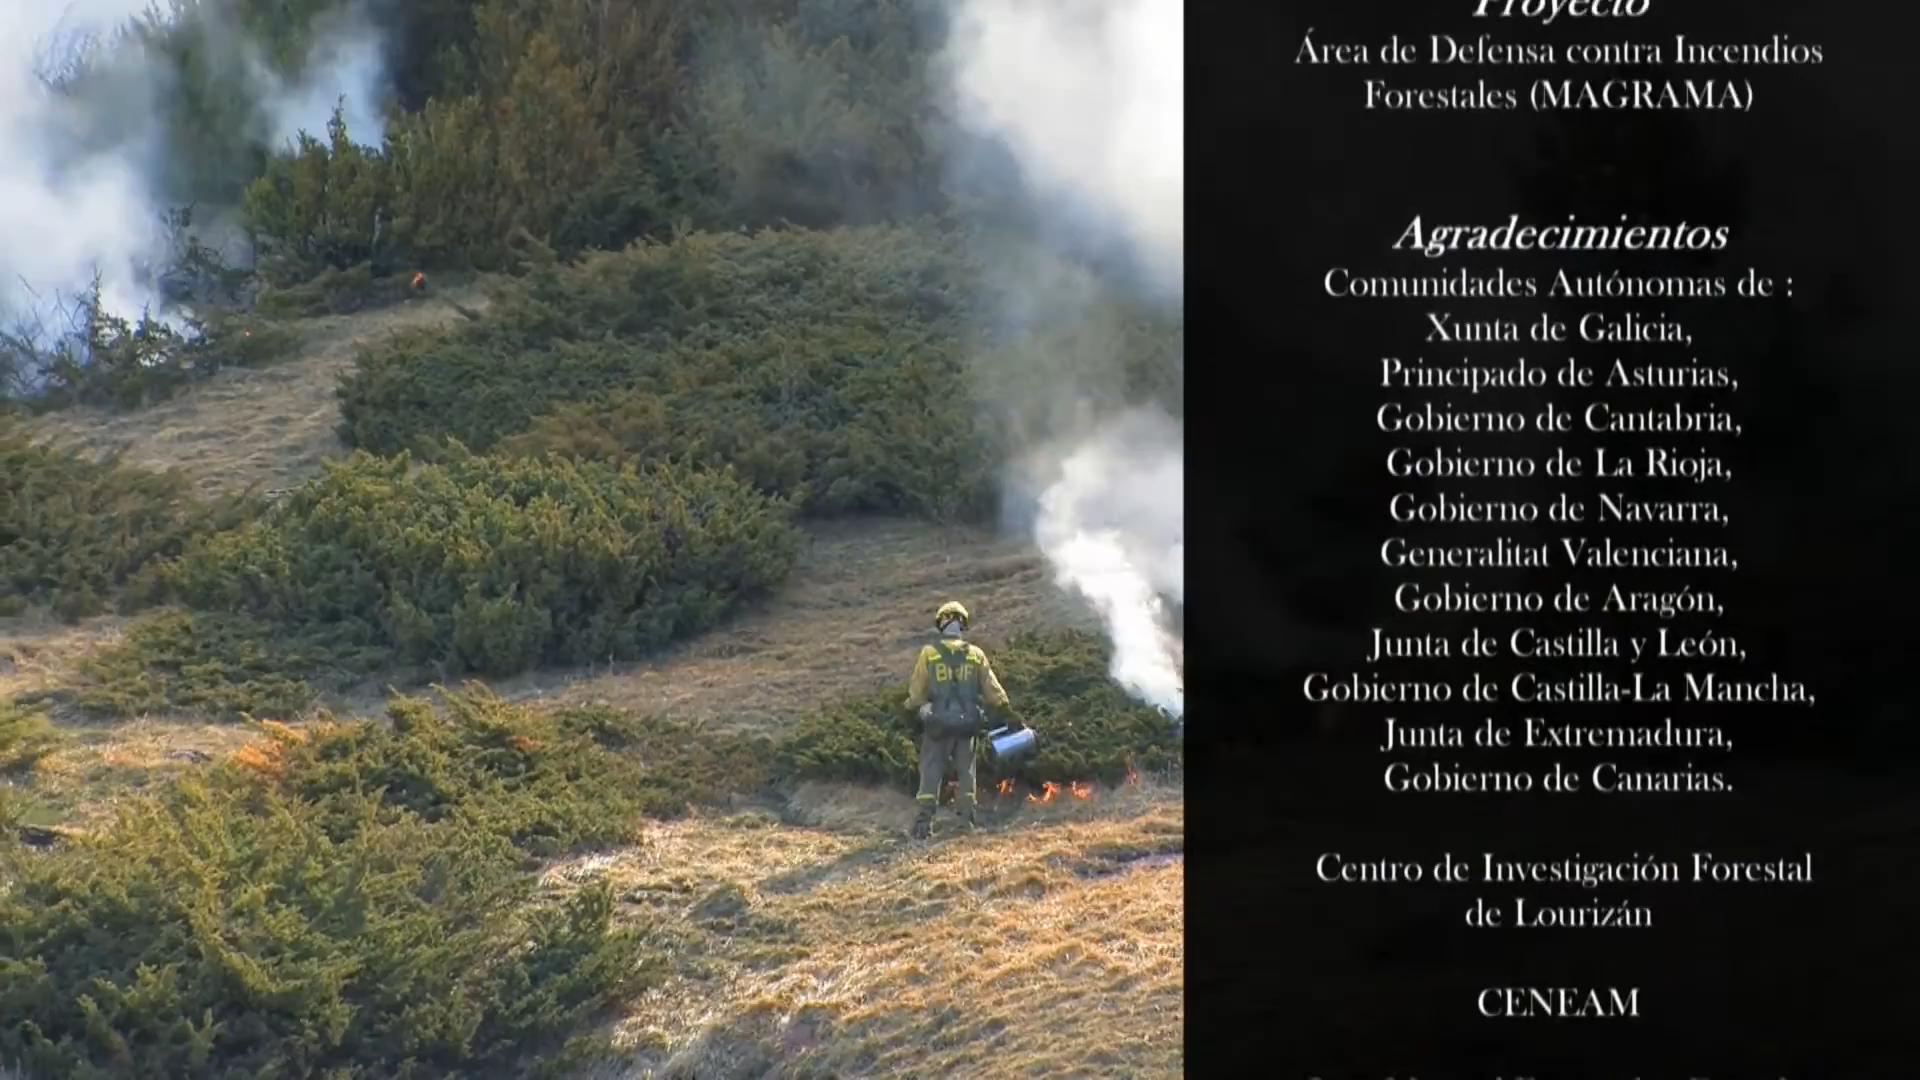 Proyecto
Área de Defensa contra Incendios
Forestales (MAGRAMA)
Agradecimientos
Comunidades Autónomas de :
Xunta de Galicia,
Principado de Asturias,
Gobierno de Cantabria,
Gobierno de La Rioja,
Gobierno de Navarra,
Generalitat Valenciana,
Gobierno de Aragón,
Junta de Castilla y León,
Gobierno de Castilla-La Mancha,
Junta de Extremadura,
Gobierno de Canarias.
Centro de Investigación Forestal
de Lourizán
CENEAM